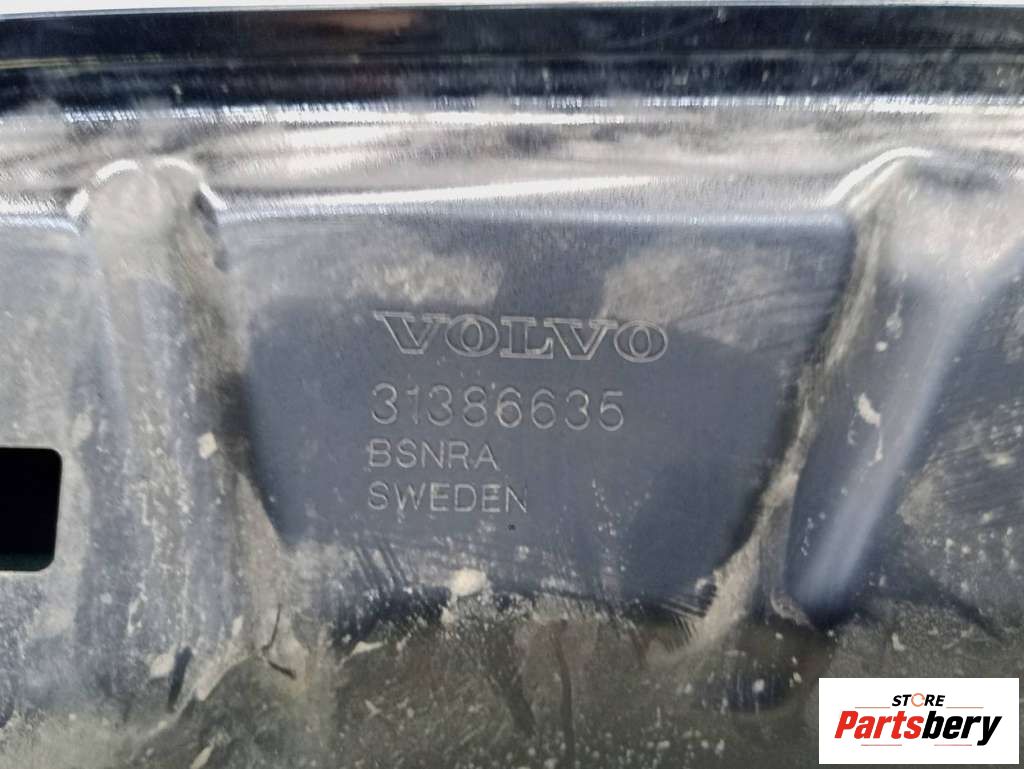 VOLVO
31386635
BSNRA
SWEDEN
STORE
Partsbery